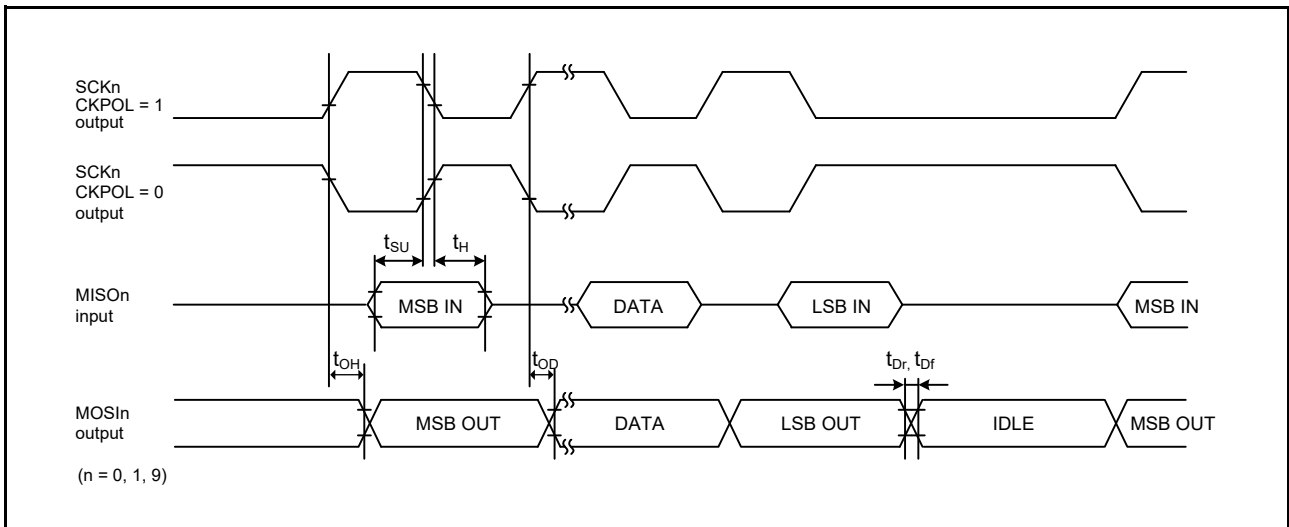 SCKn
CKPOL = 1
output
SCKn
CKPOL = 0
output
tSU
tH
MISOn
input
MSB IN
DATA
LSB IN
MSB IN
tOH
tOD
tDr, tDf
MOSIn
output
MSB OUT
DATA
LSB OUT
IDLE
MSB OUT
(n = 0, 1, 9)